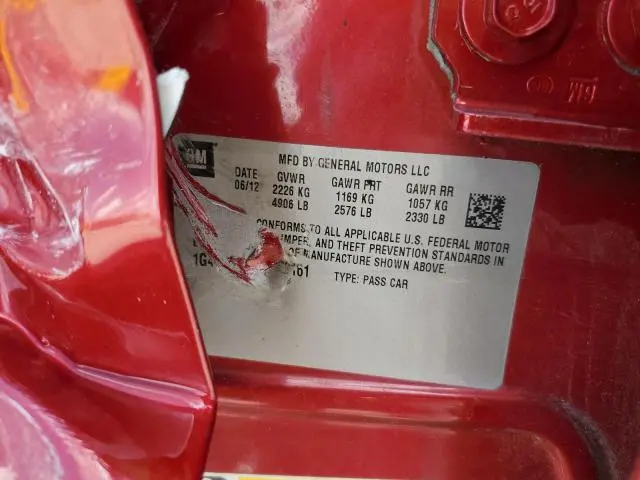 GM
GM
MFD BY GENERAL MOTORS LLC
DATE GVWR GAWR FRT GAWR RR
06/12 2226 KG 1169 KG 1057 KG
4906 LB 2576 LB 2330 LB
CONFORMS TO ALL APPLICABLE U.S. FEDERAL MOTOR
AND THEFT PREVENTION STANDARDS IN
OF MANUFACTURE SHOWN ABOVE.
TYPE: PASS CAR